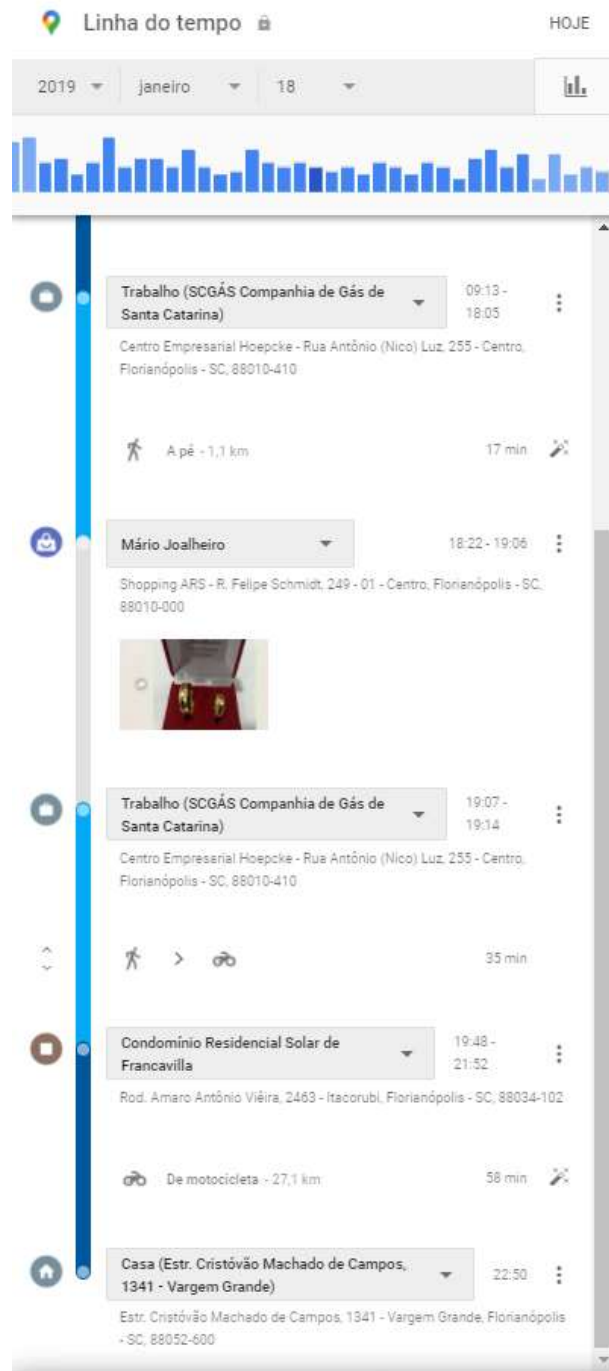 Linha do tempo
HOJE
2019 janeiro 18
Trabalho (SCGÁS Companhia de Gás de
Santa Catarina)
09:13 -
18:05
Centro Empresarial Hoepcke - Rua Antônio (Nico) Luz, 255 - Centro,
Florianópolis - SC, 88010-410
A pé - 1,1 km
17 min
Mário Joalheiro
18:22 - 19:06
Shopping ARS - R. Felipe Schmidt, 249 - 01 - Centro, Florianópolis - SC,
88010-000
Trabalho (SCGÁS Companhia de Gás de
Santa Catarina)
19:07 -
19:14
Centro Empresarial Hoepcke - Rua Antônio (Nico) Luz, 255 - Centro,
Florianópolis - SC, 88010-410
35 min
Condomínio Residencial Solar de
Francavilla
19:48 -
21:52
Rod. Amaro Antônio Viêira, 2463 - Itacorubi, Florianópolis - SC, 88034-102
De motocicleta - 27,1 km
58 min
Casa (Estr. Cristóvão Machado de Campos,
1341 - Vargem Grande)
22:50
Estr. Cristóvão Machado de Campos, 1341 - Vargem Grande, Florianópolis
- SC, 88052-600